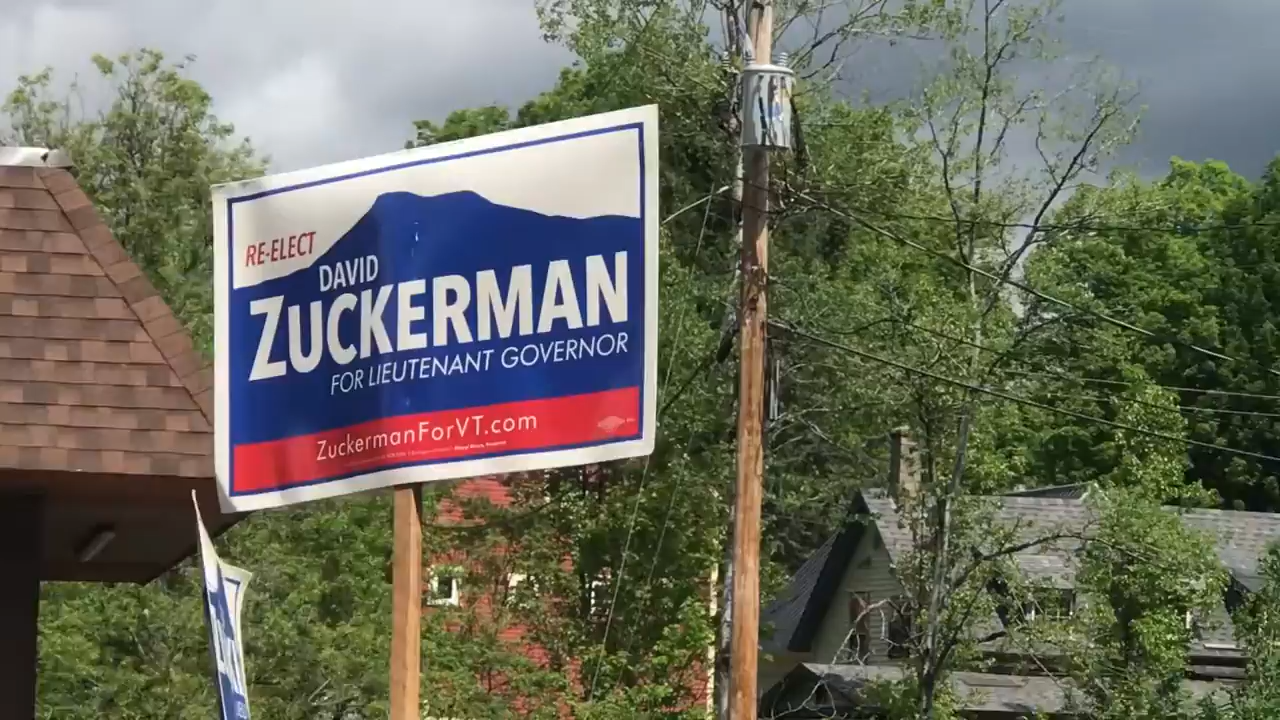 RE-ELECT
DAVID
ZUCKERMAN
FOR LIEUTENANT GOVERNOR
ZuckermanForVT.com